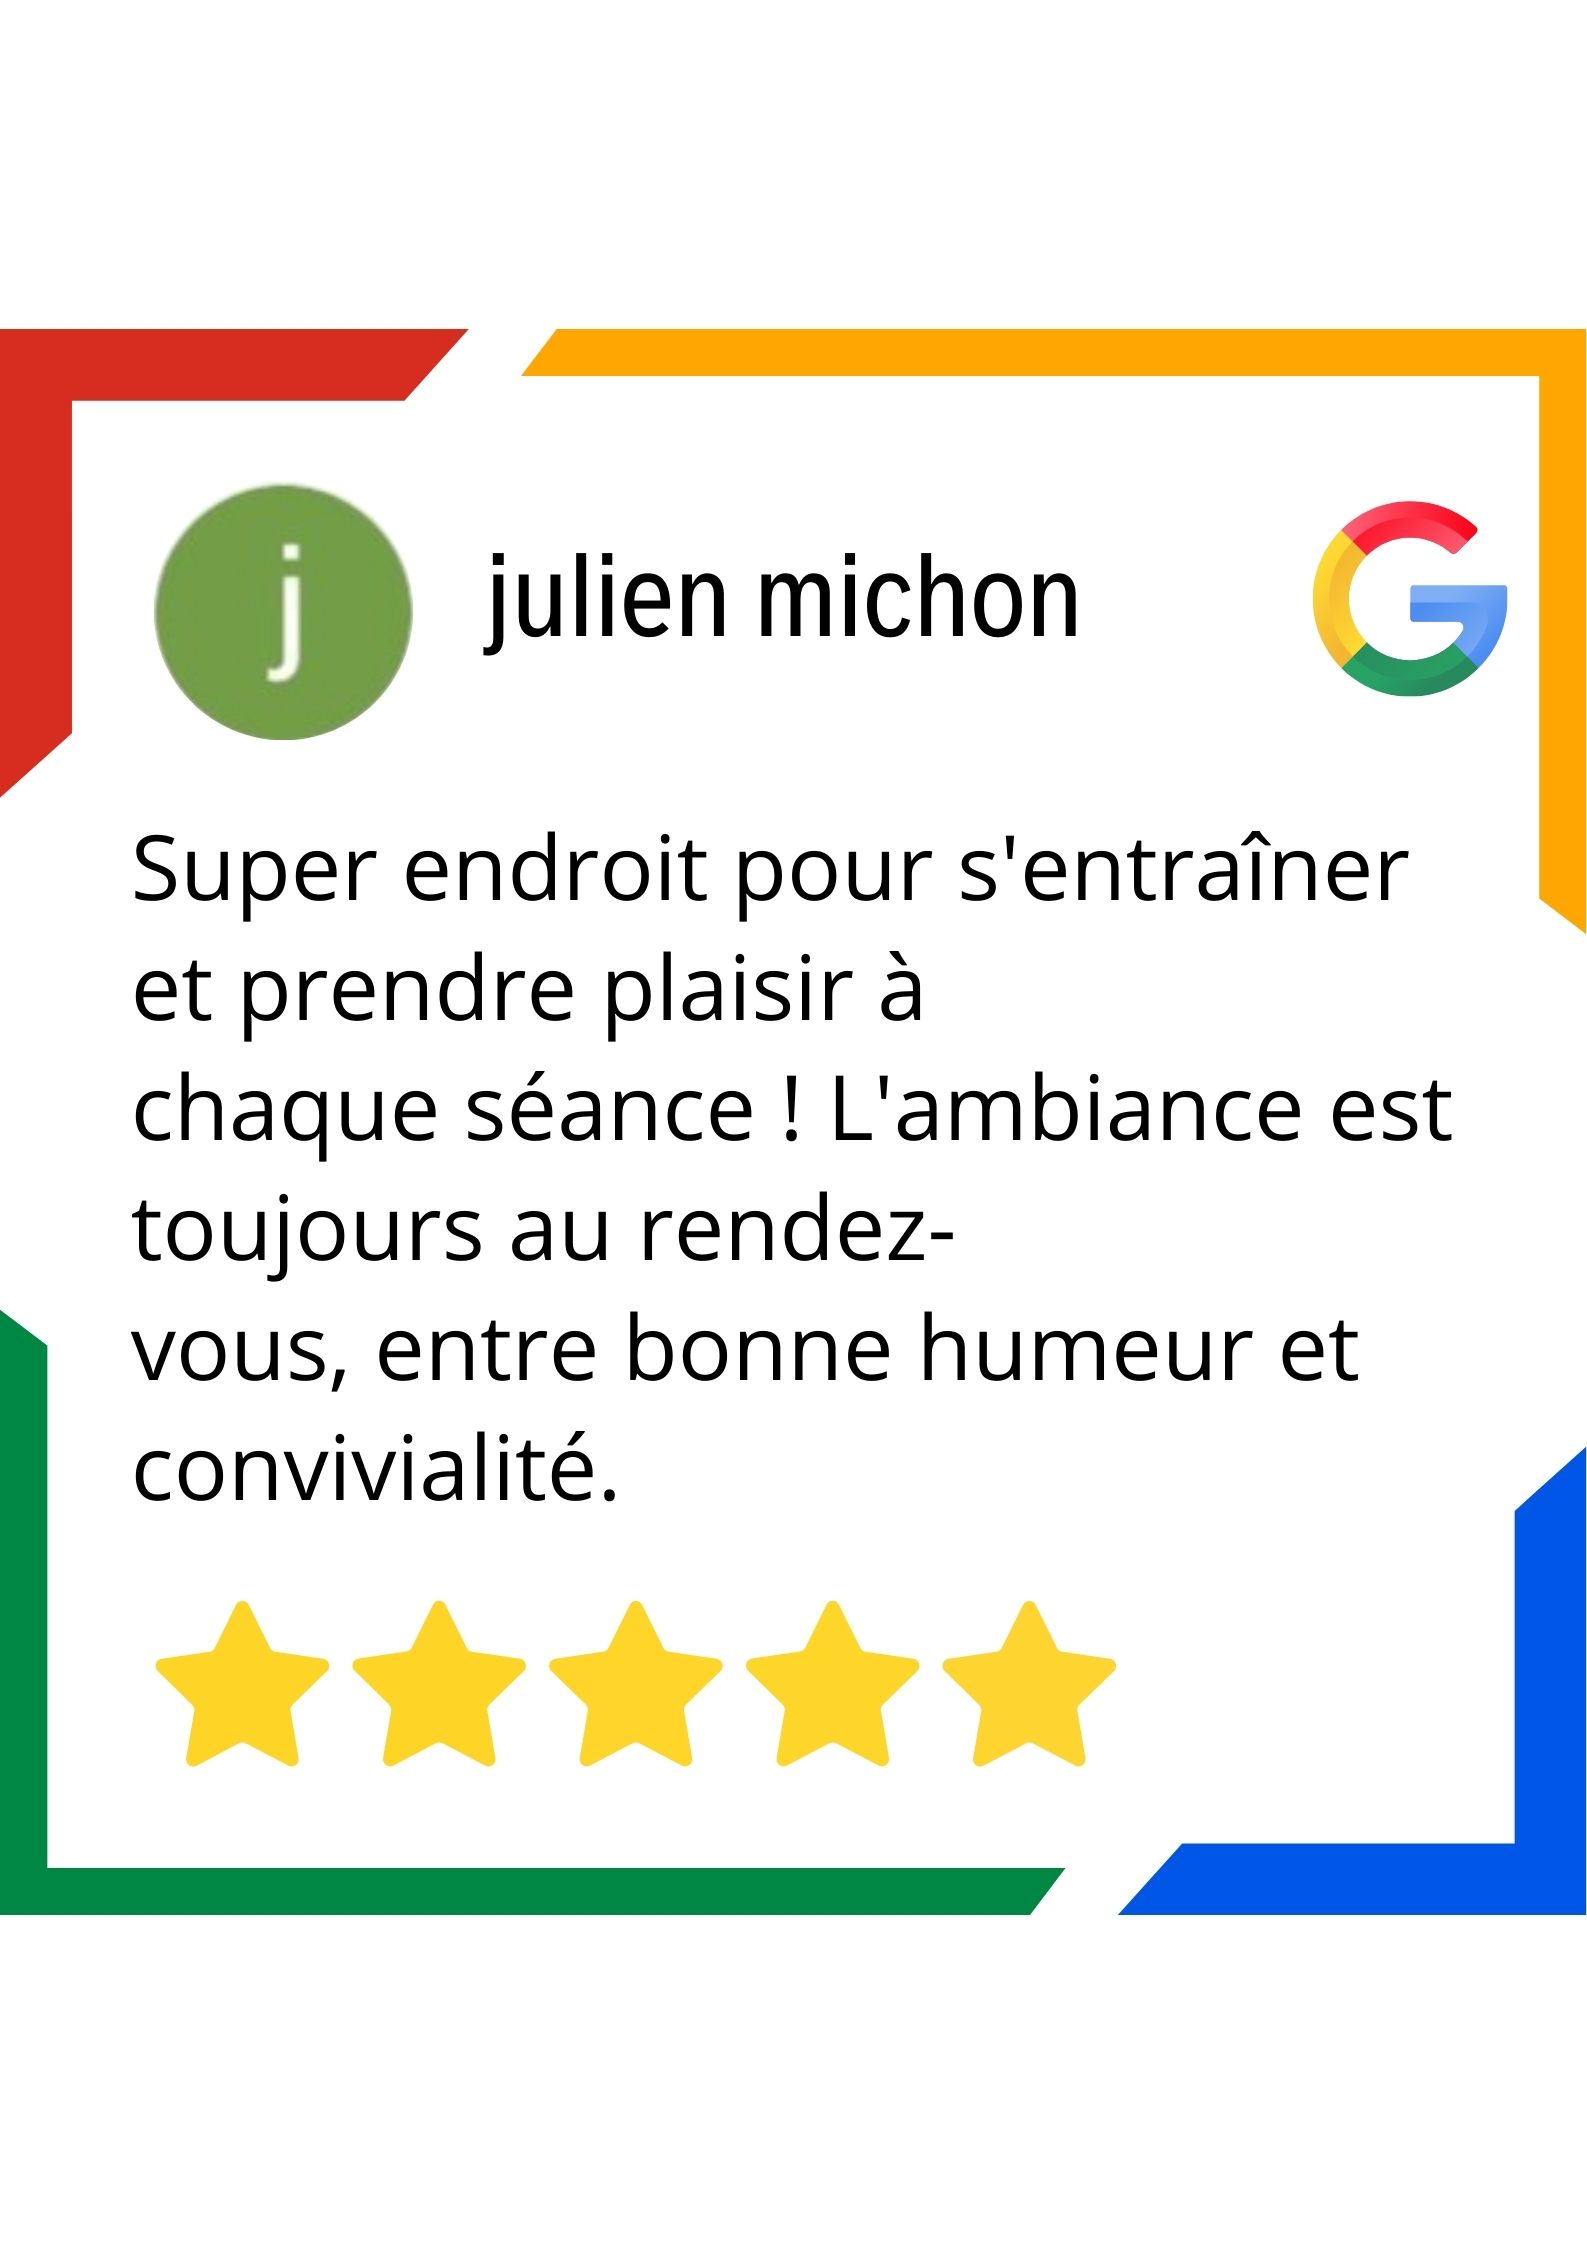 j
julien michon
G
Super endroit pour s'entraîner
et prendre plaisir à
chaque séance ! L'ambiance est
toujours au rendez-
vous, entre bonne humeur et
convivialité.